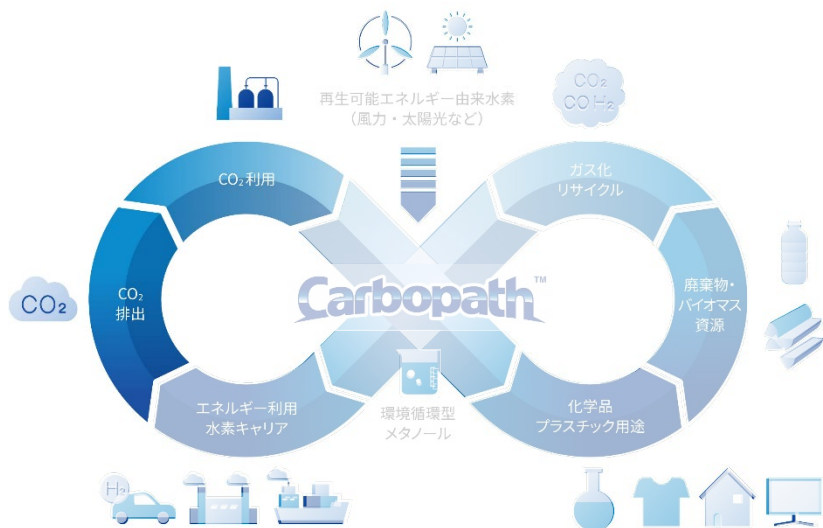 再生可能エネルギー由来水素
（風力・太陽光など）
CO₂
CO H₂
CO₂利用
ガス化
リサイクル
CO₂
CO₂
排出
Carbopath™
廃棄物・
バイオマス
資源
エネルギー利用
水素キャリア
環境循環型
メタノール
化学品
プラスチック用途
H₂